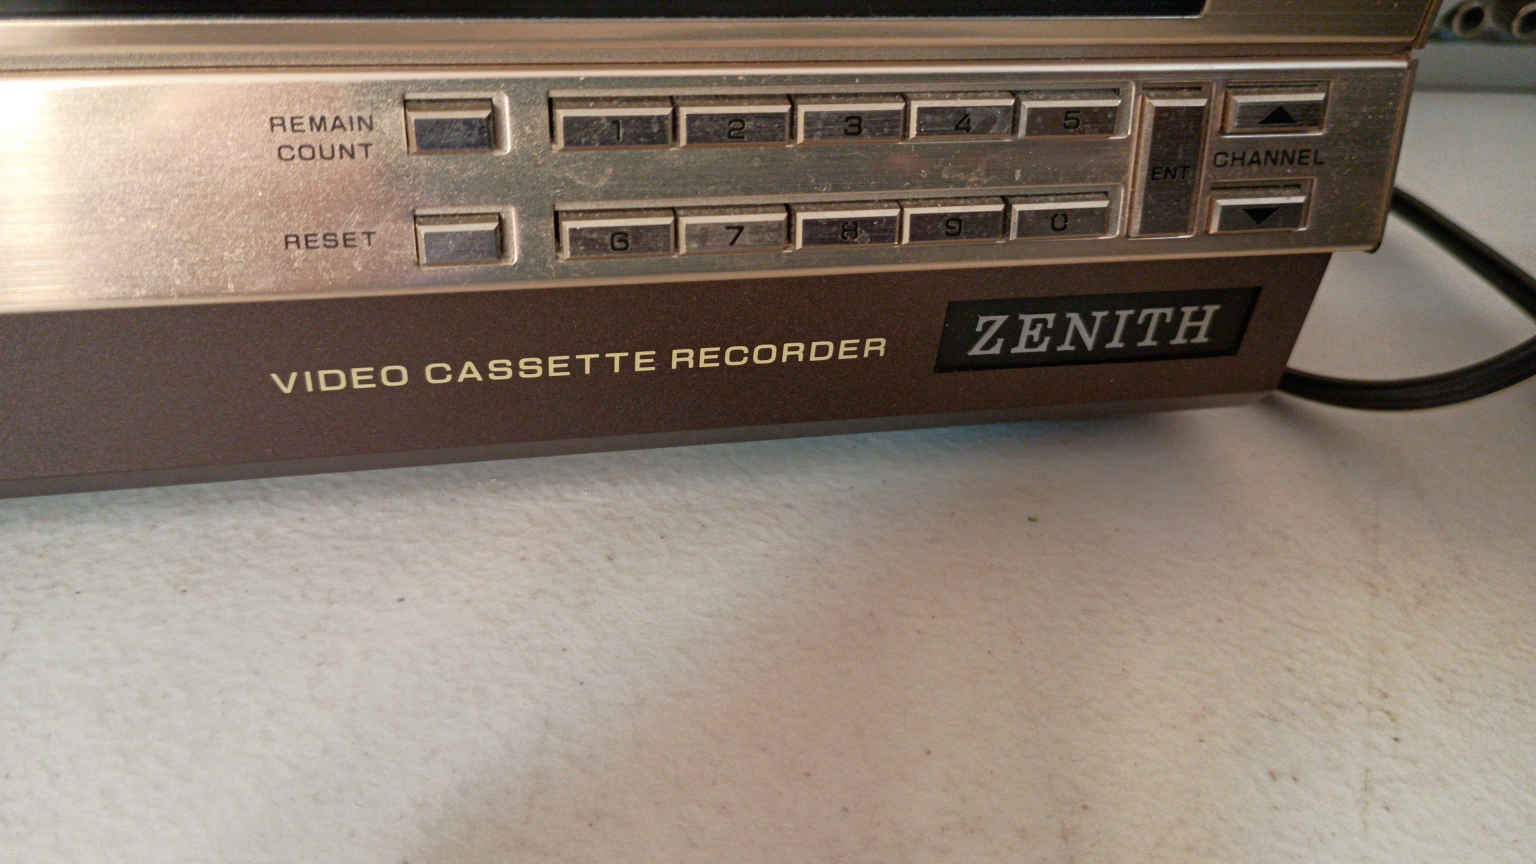 REMAIN
COUNT
1 2 3 4 5
ENT
CHANNEL
RESET
6 7 8 9 0
VIDEO CASSETTE RECORDER
ZENITH